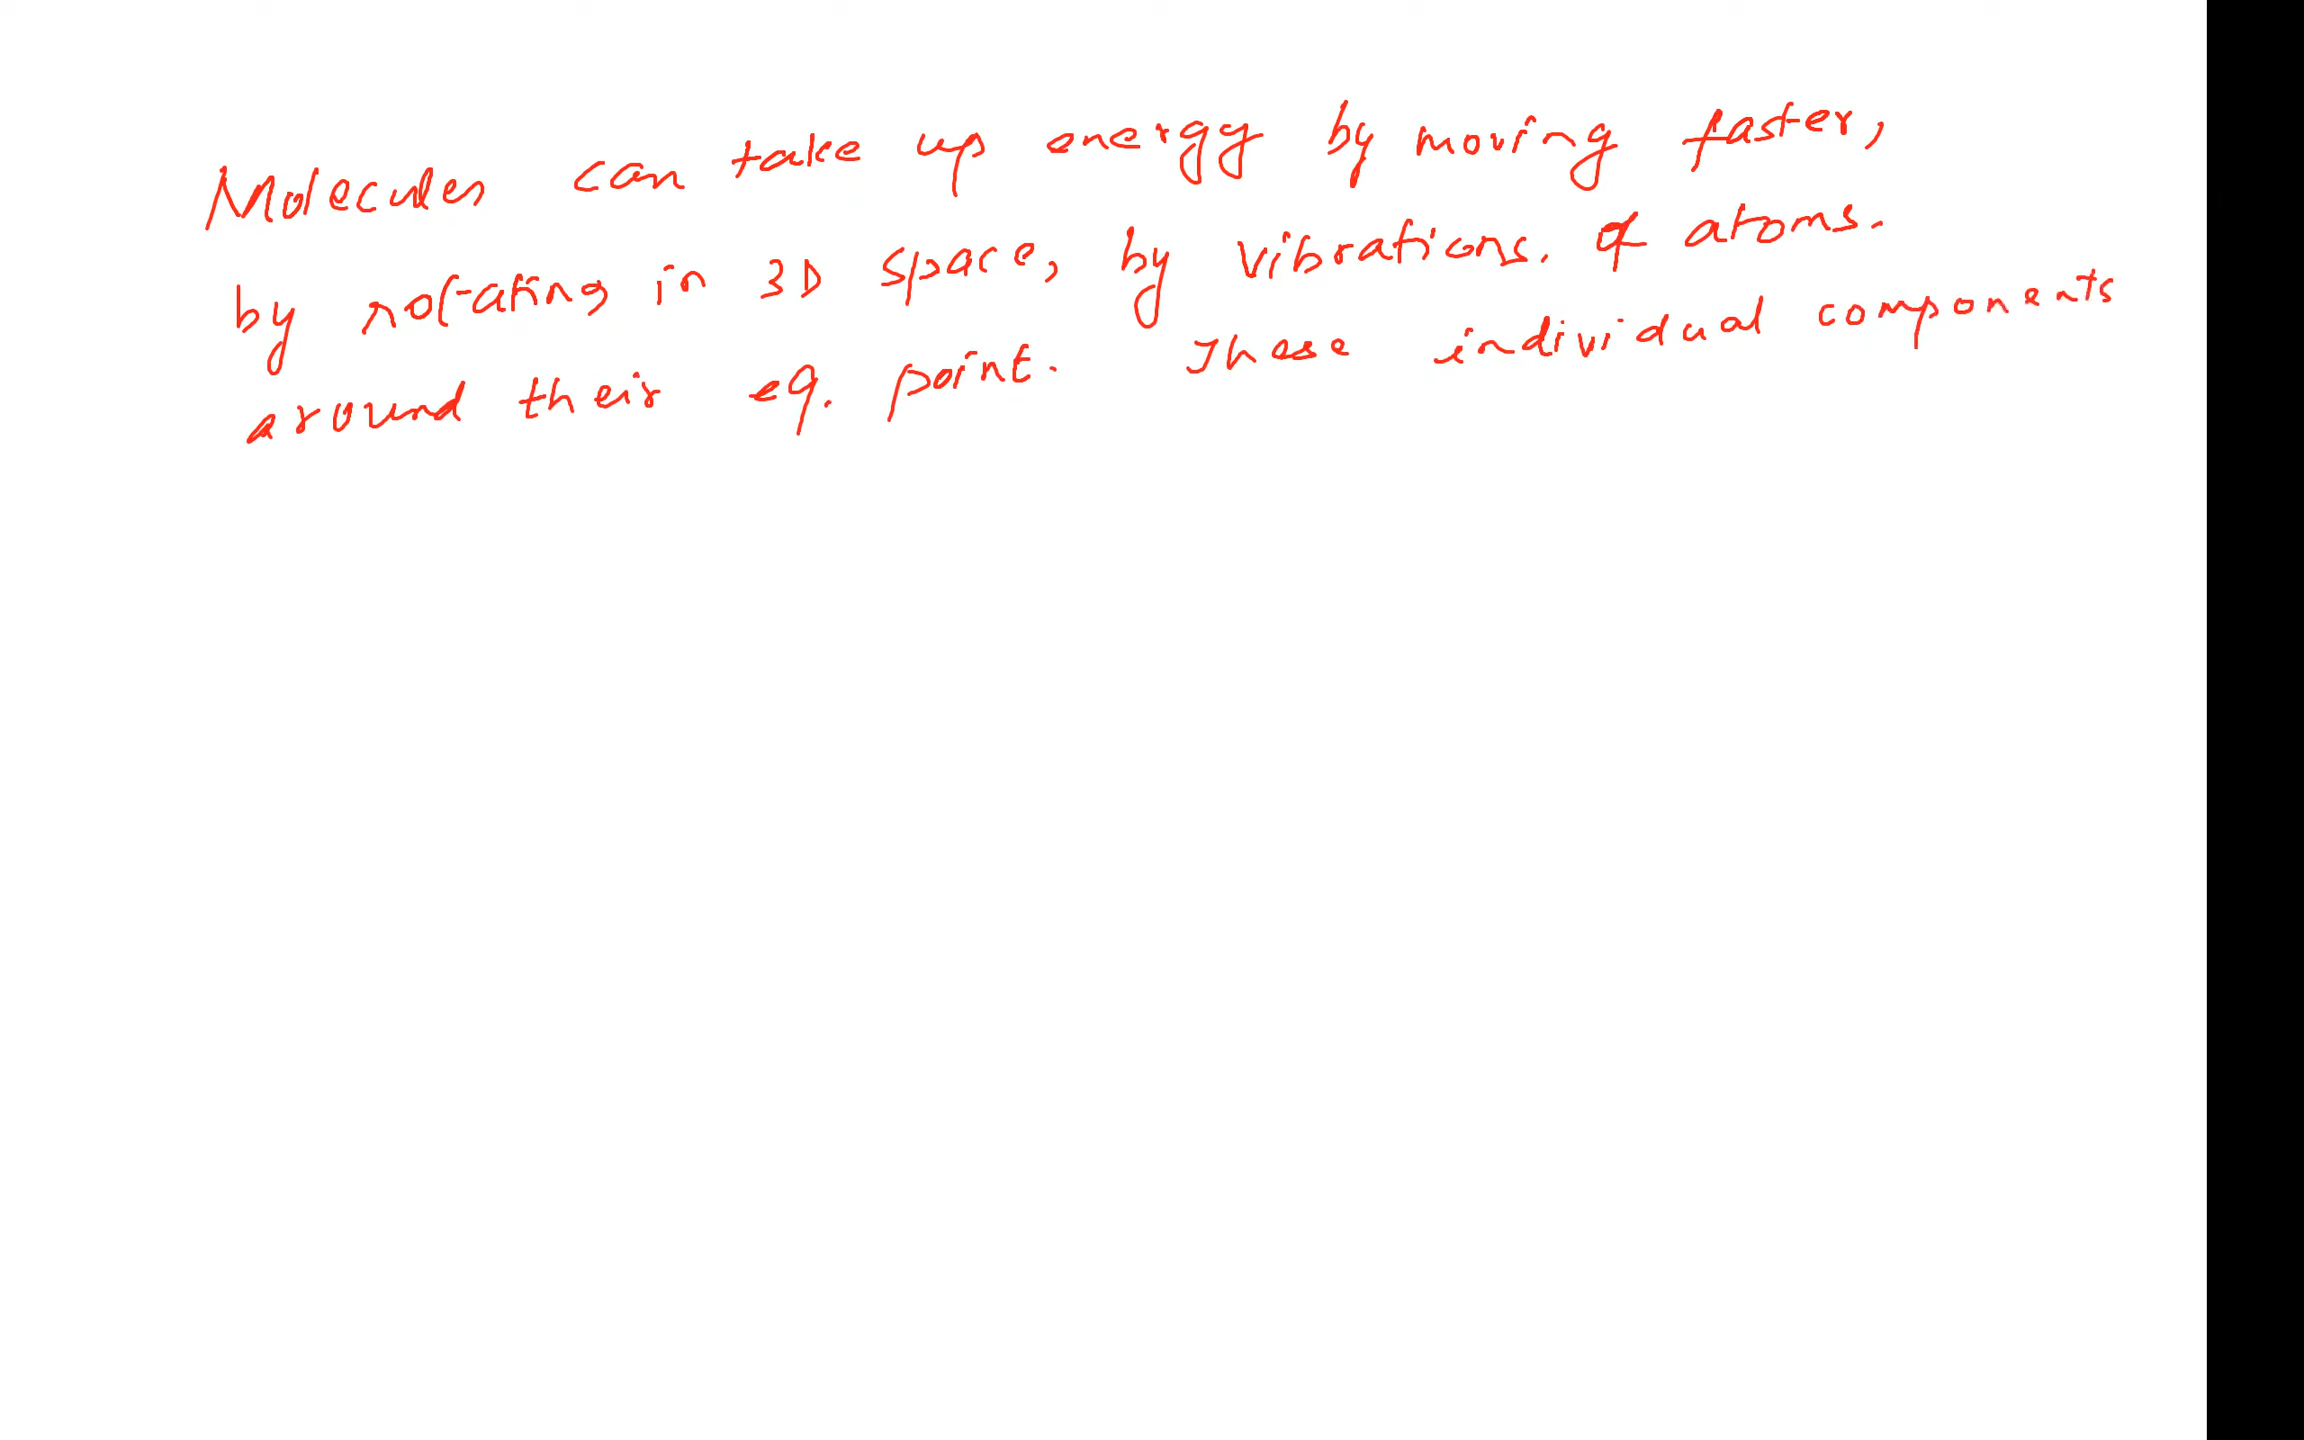 Molecules can take up energy by moving faster,
by rotating in 3D space, by vibrations. of atoms.
around their eq. point. These individual components